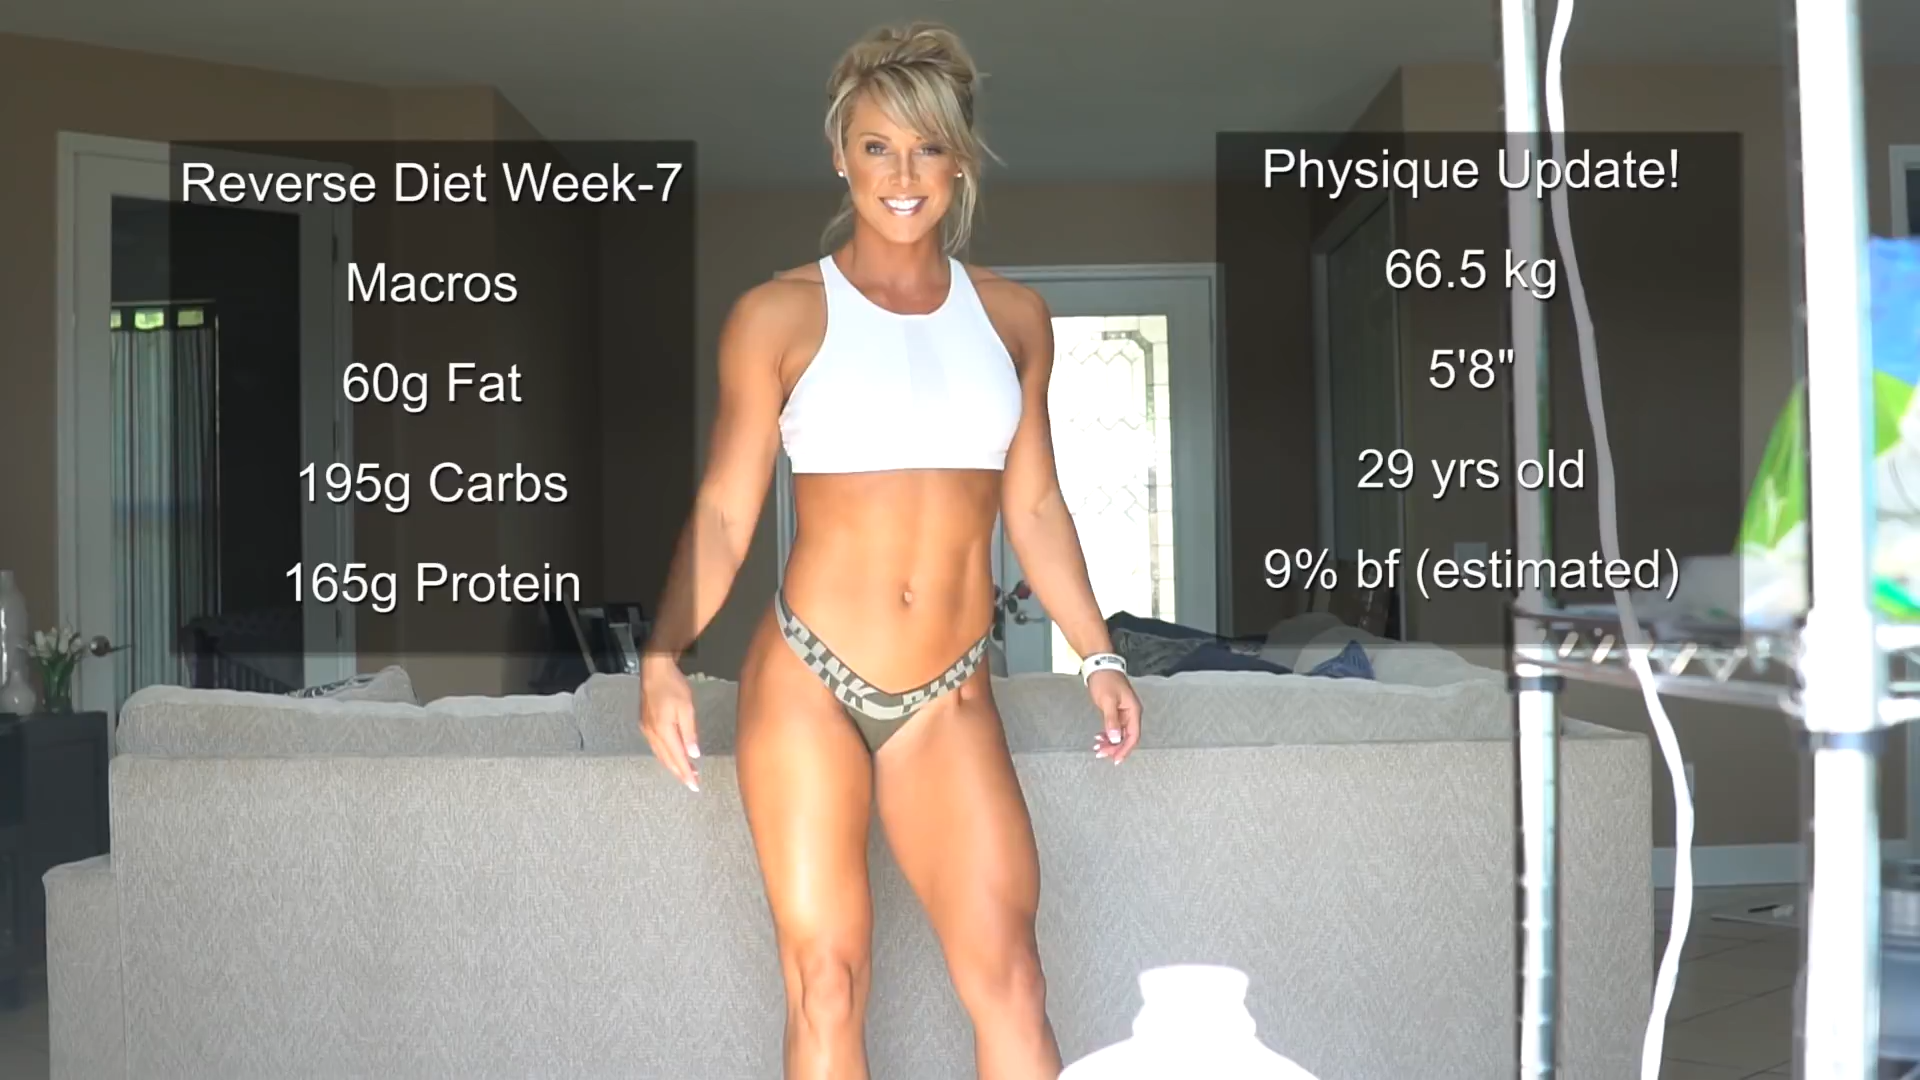 Reverse Diet Week-7
Macros
60g Fat
195g Carbs
165g Protein
Physique Update!
66.5 kg
5'8"
29 yrs old
9% bf (estimated)